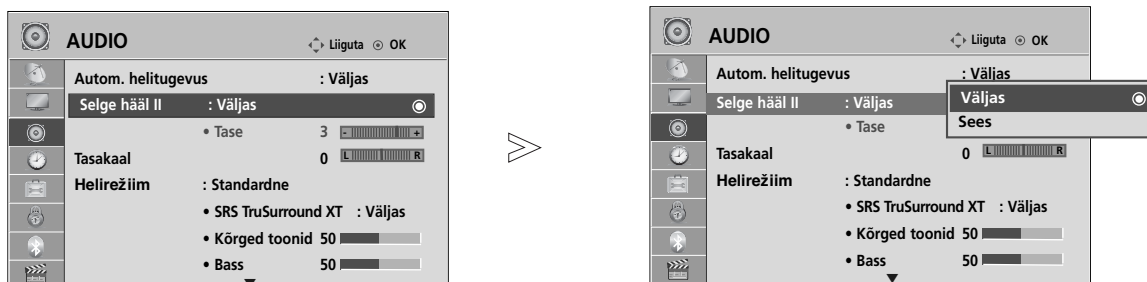 AUDIO
Liiguta OK
Autom. helitugevus : Väljas
Selge hääl II : Väljas
• Tase 3 - +
Tasakaal 0 L R
Helirežiim : Standardne
• SRS TruSurround XT : Väljas
• Kõrged toonid 50
• Bass 50
AUDIO
Liiguta OK
Autom. helitugevus : Väljas
Selge hääl II : Väljas
Väljas
Sees
• Tase
Tasakaal 0 L R
Helirežiim : Standardne
• SRS TruSurround XT : Väljas
• Kõrged toonid 50
• Bass 50